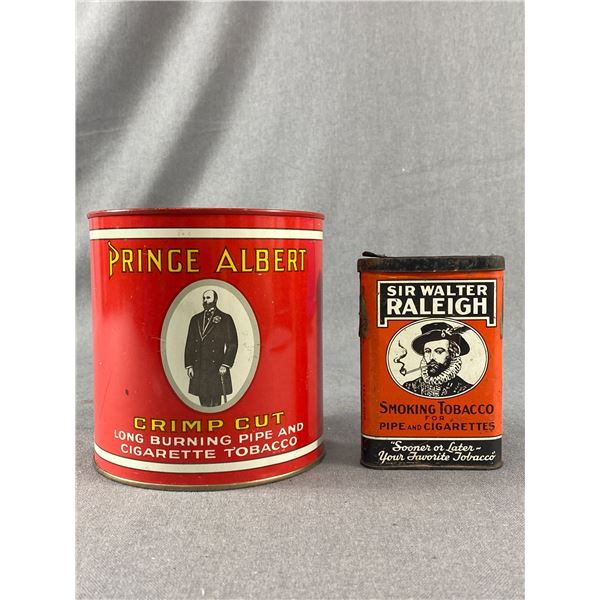 PRINCE ALBERT
CRIMP CUT
LONG BURNING PIPE AND
CIGARETTE TOBACCO
SIR WALTER
RALEIGH
SMOKING TOBACCO
FOR
PIPE AND CIGARETTES
"Sooner or Later~
Your Favorite Tobacco"